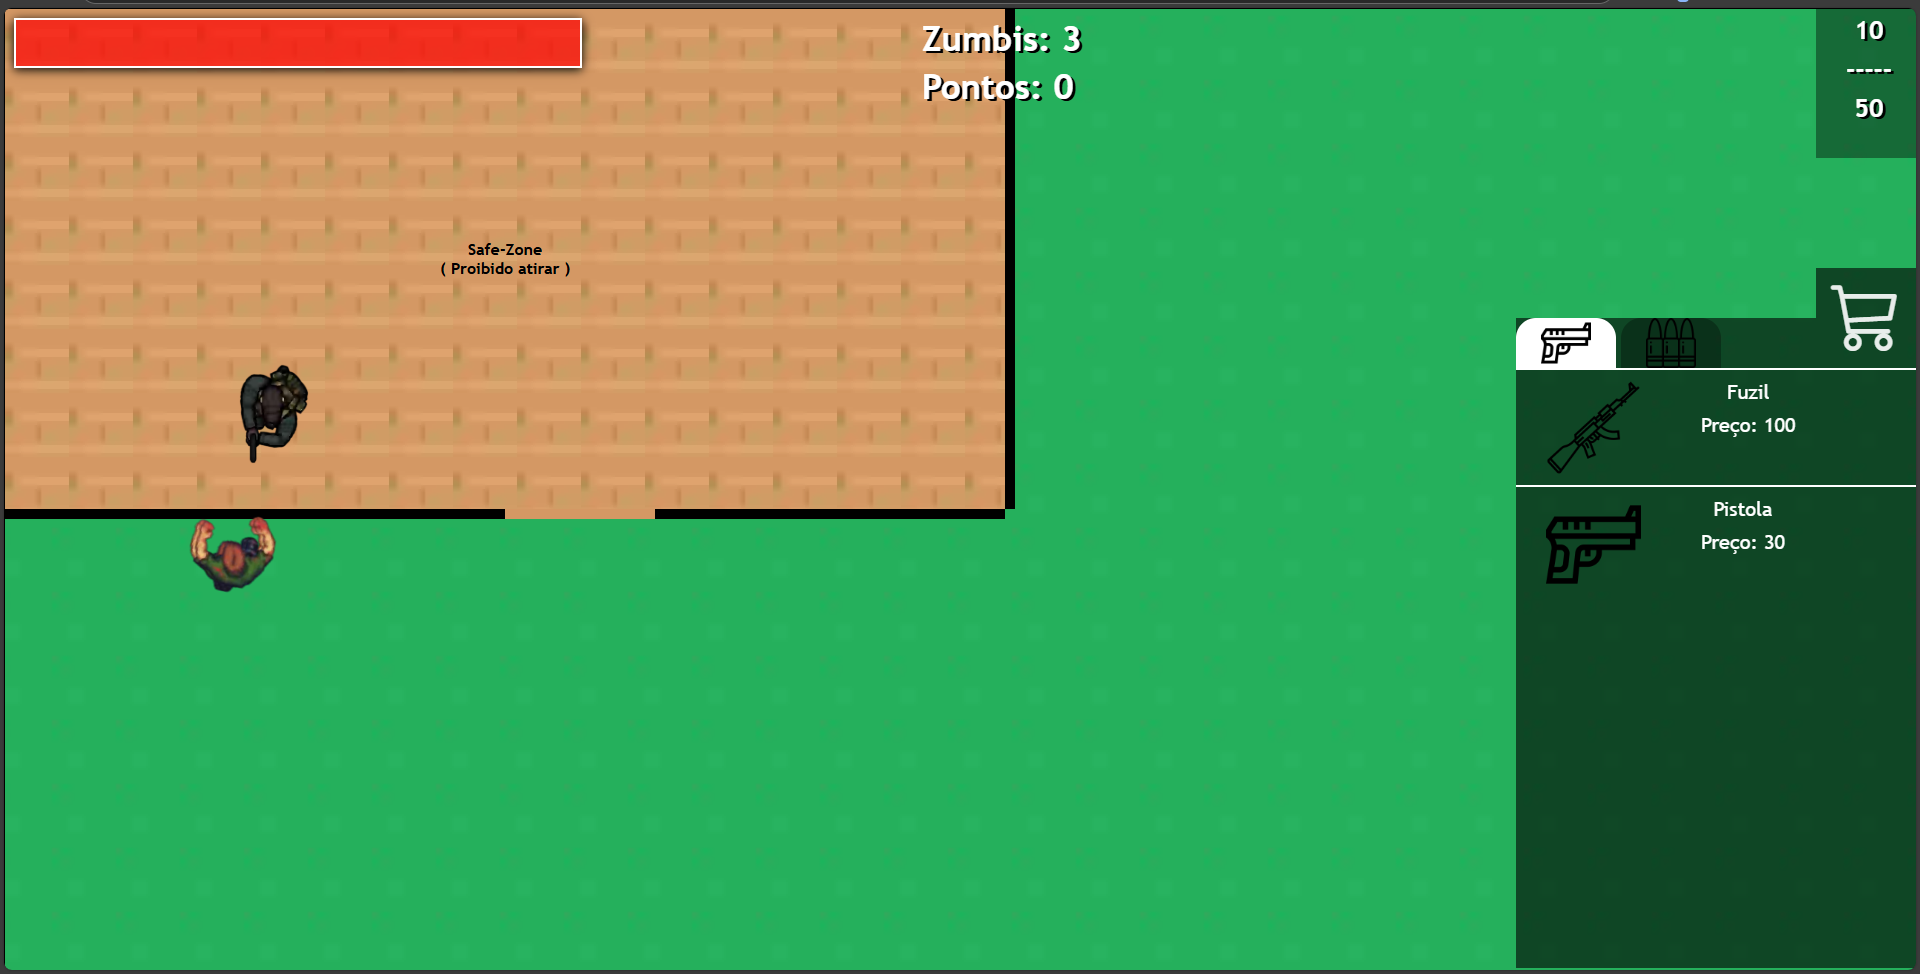 Zumbis: 3
Pontos: 0
10
-----
50
Safe-Zone
( Proibido atirar )
Fuzil
Preço: 100
Pistola
Preço: 30